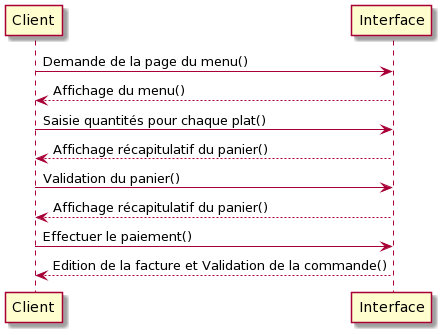 Client Interface
Demande de la page du menu()
Affichage du menu()
Saisie quantités pour chaque plat()
Affichage récapitulatif du panier()
Validation du panier()
Affichage récapitulatif du panier()
Effectuer le paiement()
Edition de la facture et Validation de la commande()
Client Interface